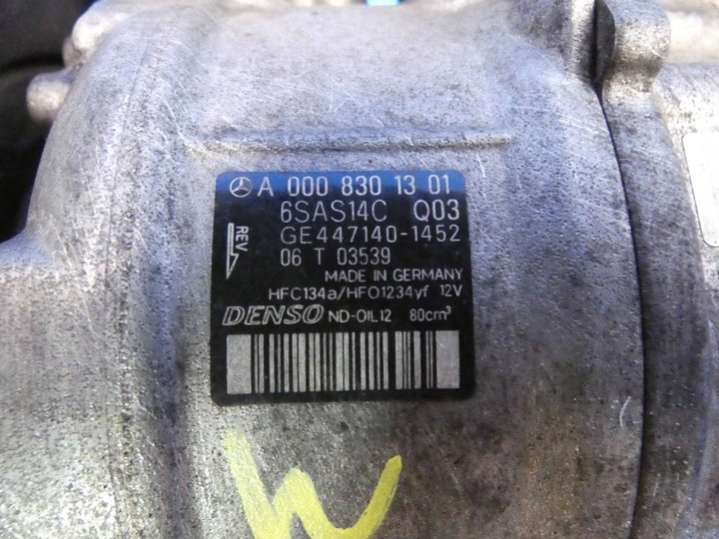 A 000 830 13 01
6SAS14C Q03
GE447140-1452
REV
06 T 03539
MADE IN GERMANY
HFC134a/HFO1234yf 12V
DENSO ND-OIL12 80cm³
W